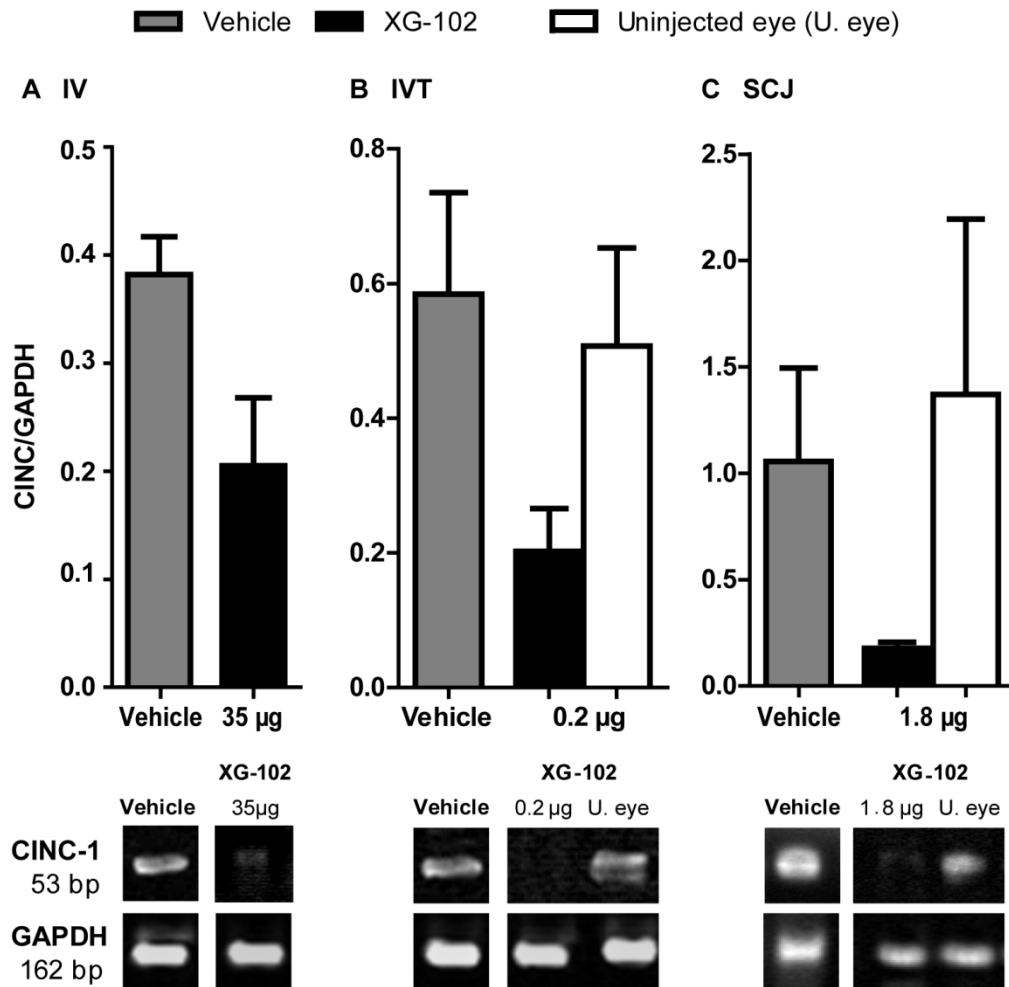 Vehicle XG-102 Uninjected eye (U. eye)
A IV B IVT C SCJ
CINC/GAPDH
0.5
0.4
0.3
0.2
0.1
0.0
Vehicle 35 µg
0.8
0.6
0.4
0.2
0.0
Vehicle 0.2 µg
2.5
2.0
1.5
1.0
0.5
0.0
Vehicle 1.8 µg
XG-102 XG-102 XG-102
Vehicle 35µg Vehicle 0.2 µg U. eye Vehicle 1.8 µg U. eye
CINC-1
53 bp
GAPDH
162 bp